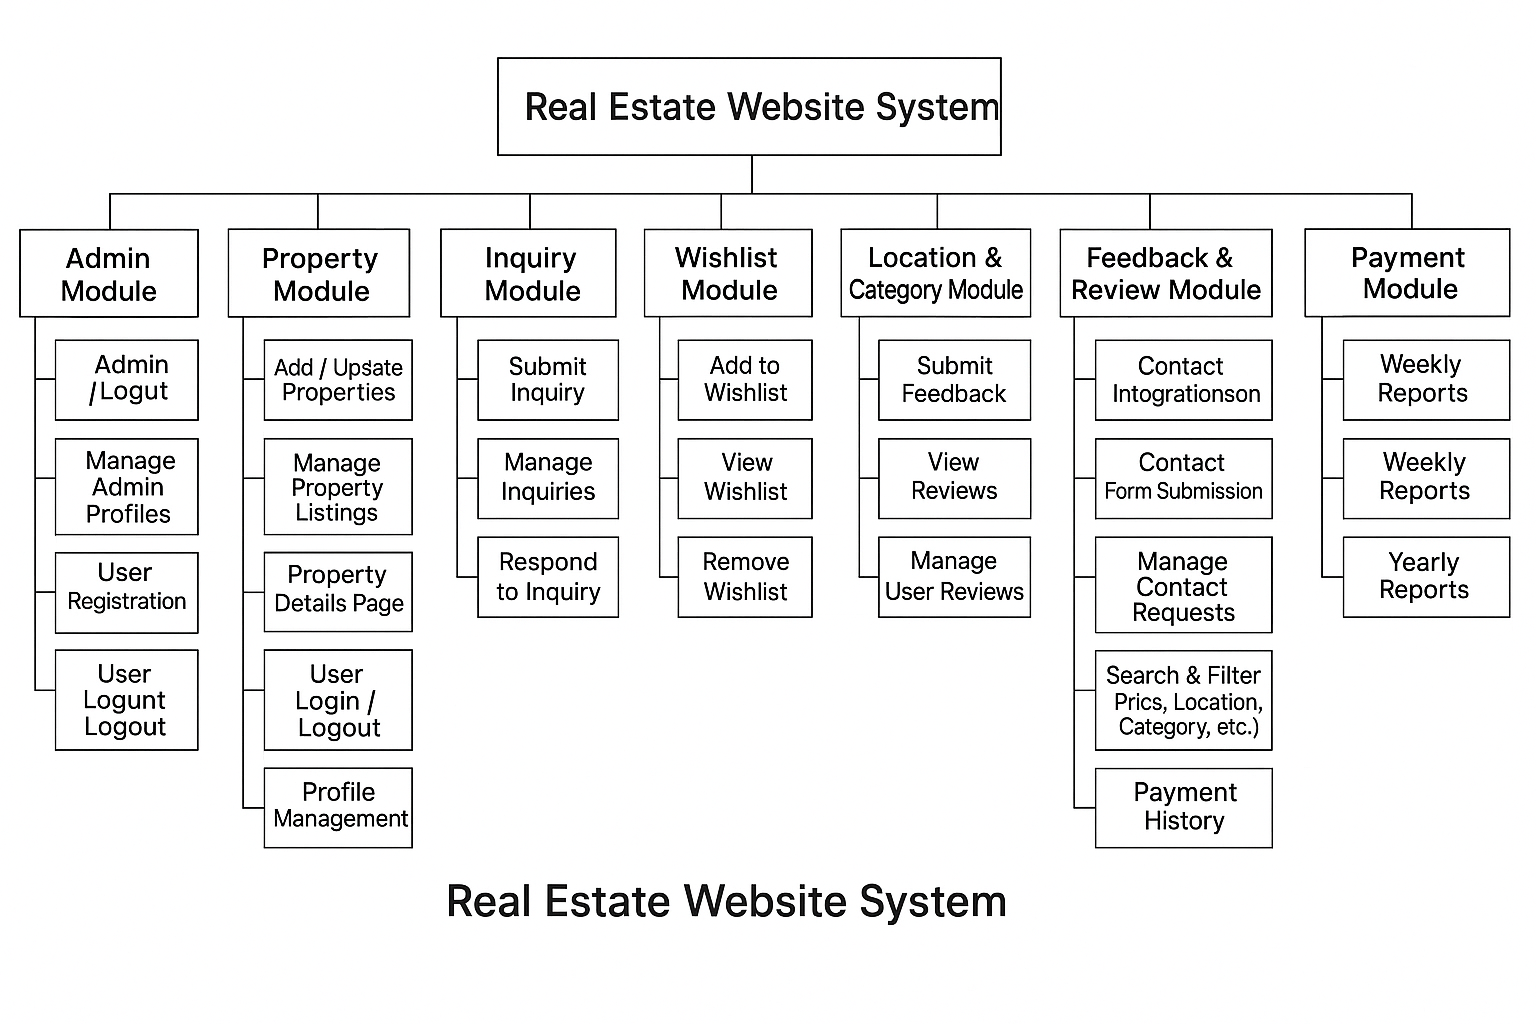 Real Estate Website System
Admin
Module
Admin
/Logut
Manage
Admin
Profiles
User
Registration
User
Logunt
Logout
Property
Module
Add / Upsate
Properties
Manage
Property
Listings
Property
Details Page
User
Login /
Logout
Profile
Management
Inquiry
Module
Submit
Inquiry
Manage
Inquiries
Respond
to Inquiry
Wishlist
Module
Add to
Wishlist
View
Wishlist
Remove
Wishlist
Location &
Category Module
Submit
Feedback
View
Reviews
Manage
User Reviews
Feedback &
Review Module
Contact
Intogrationson
Contact
Form Submission
Manage
Contact
Requests
Search & Filter
Prics, Location,
Category, etc.)
Payment
History
Payment
Module
Weekly
Reports
Weekly
Reports
Yearly
Reports
Real Estate Website System